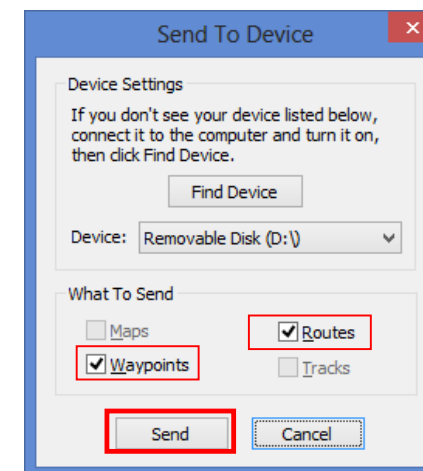 Send To Device
Device Settings
If you don't see your device listed below,
connect it to the computer and turn it on,
then click Find Device.
Find Device
Device: Removable Disk (D:\)
What To Send
Maps Routes
Waypoints Tracks
Send Cancel